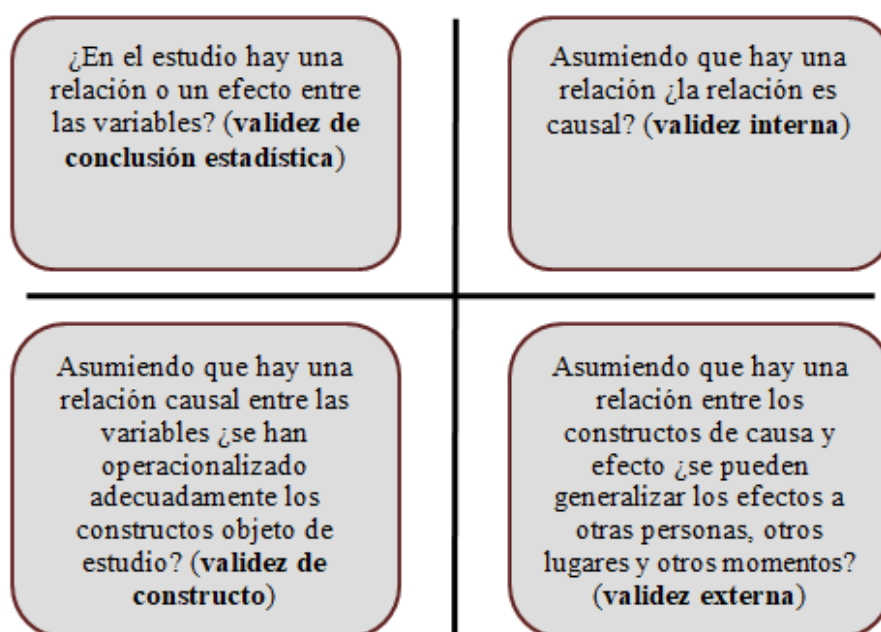 ¿En el estudio hay una
relación o un efecto entre
las variables? (validez de
conclusión estadística)
Asumiendo que hay una
relación ¿la relación es
causal? (validez interna)
Asumiendo que hay una
relación causal entre las
variables ¿se han
operacionalizado
adecuadamente los
constructos objeto de
estudio? (validez de
constructo)
Asumiendo que hay una
relación entre los
constructos de causa y
efecto ¿se pueden
generalizar los efectos a
otras personas, otros
lugares y otros momentos?
(validez externa)